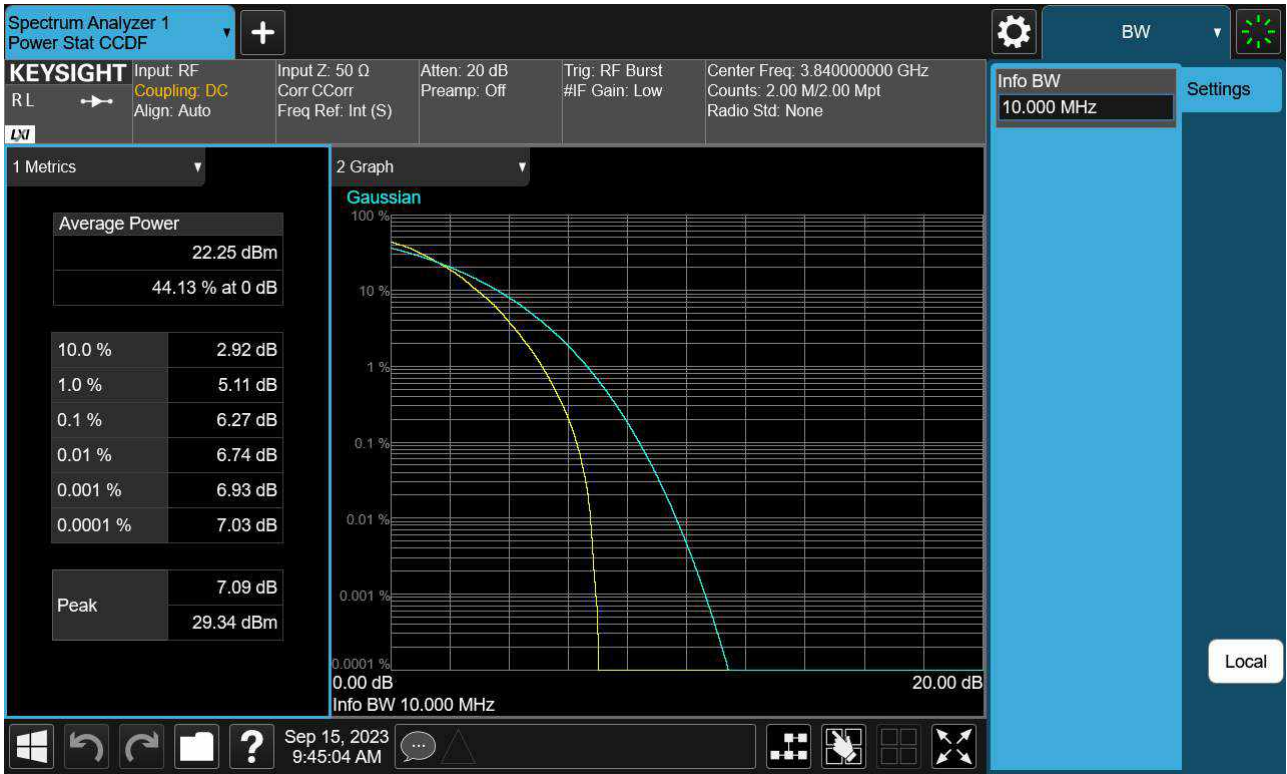 Spectrum Analyzer 1
Power Stat CCDF
+
BW
KEYSIGHT
RL
LXI
Input: RF
Coupling: DC
Align: Auto
Input Z: 50 Ω
Corr CCorr
Freq Ref: Int (S)
Atten: 20 dB
Preamp: Off
Trig: RF Burst
#IF Gain: Low
Center Freq: 3.840000000 GHz
Counts: 2.00 M/2.00 Mpt
Radio Std: None
Info BW
10.000 MHz
Settings
1 Metrics
Average Power
22.25 dBm
44.13 % at 0 dB
10.0 % 2.92 dB
1.0 % 5.11 dB
0.1 % 6.27 dB
0.01 % 6.74 dB
0.001 % 6.93 dB
0.0001 % 7.03 dB
Peak
7.09 dB
29.34 dBm
2 Graph
Gaussian
100 %
10 %
1 %
0.1 %
0.01 %
0.001 %
0.0001 %
0.00 dB 20.00 dB
Info BW 10.000 MHz
Local
?
Sep 15, 2023
9:45:04 AM